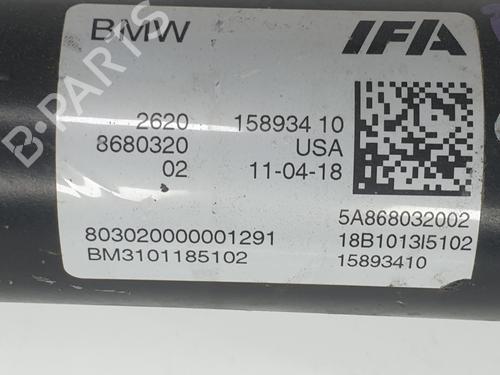 BMW IFA
2620 158934 10
8680320 USA
02 11-04-18
5A868032002
803020000001291 18B1013I5102
BM3101185102 15893410
B-PARTS